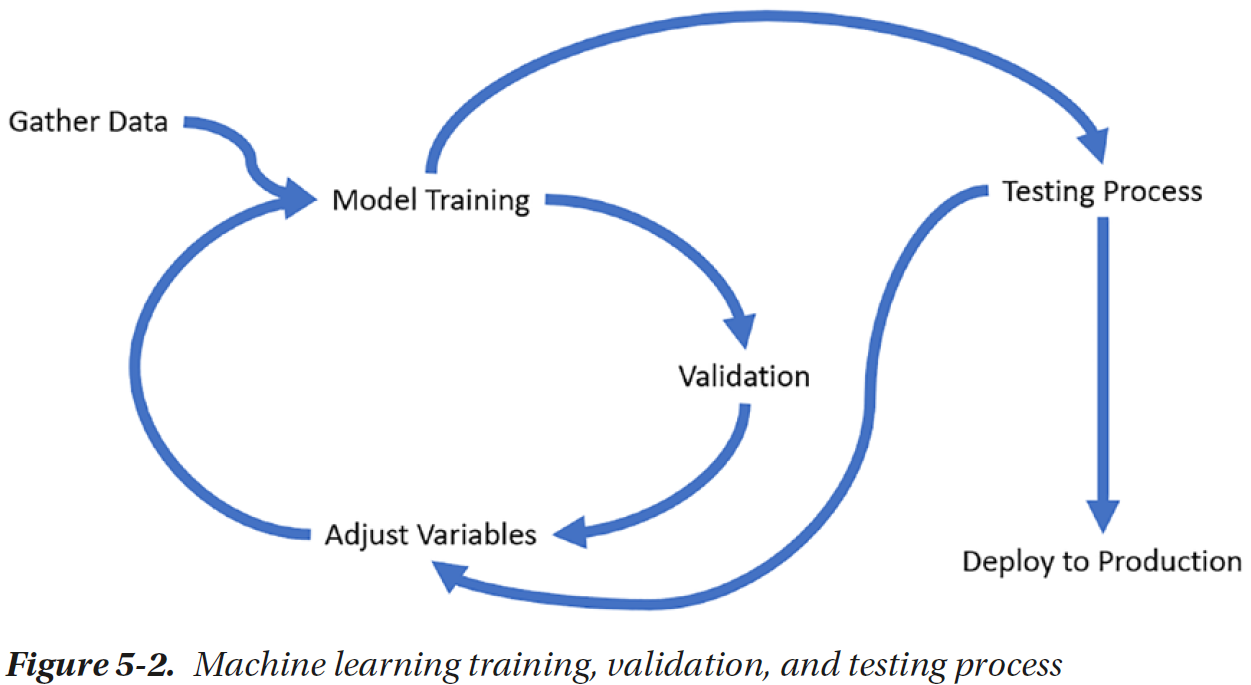 Gather Data
Model Training
Testing Process
Validation
Adjust Variables
Deploy to Production
Figure 5-2. Machine learning training, validation, and testing process